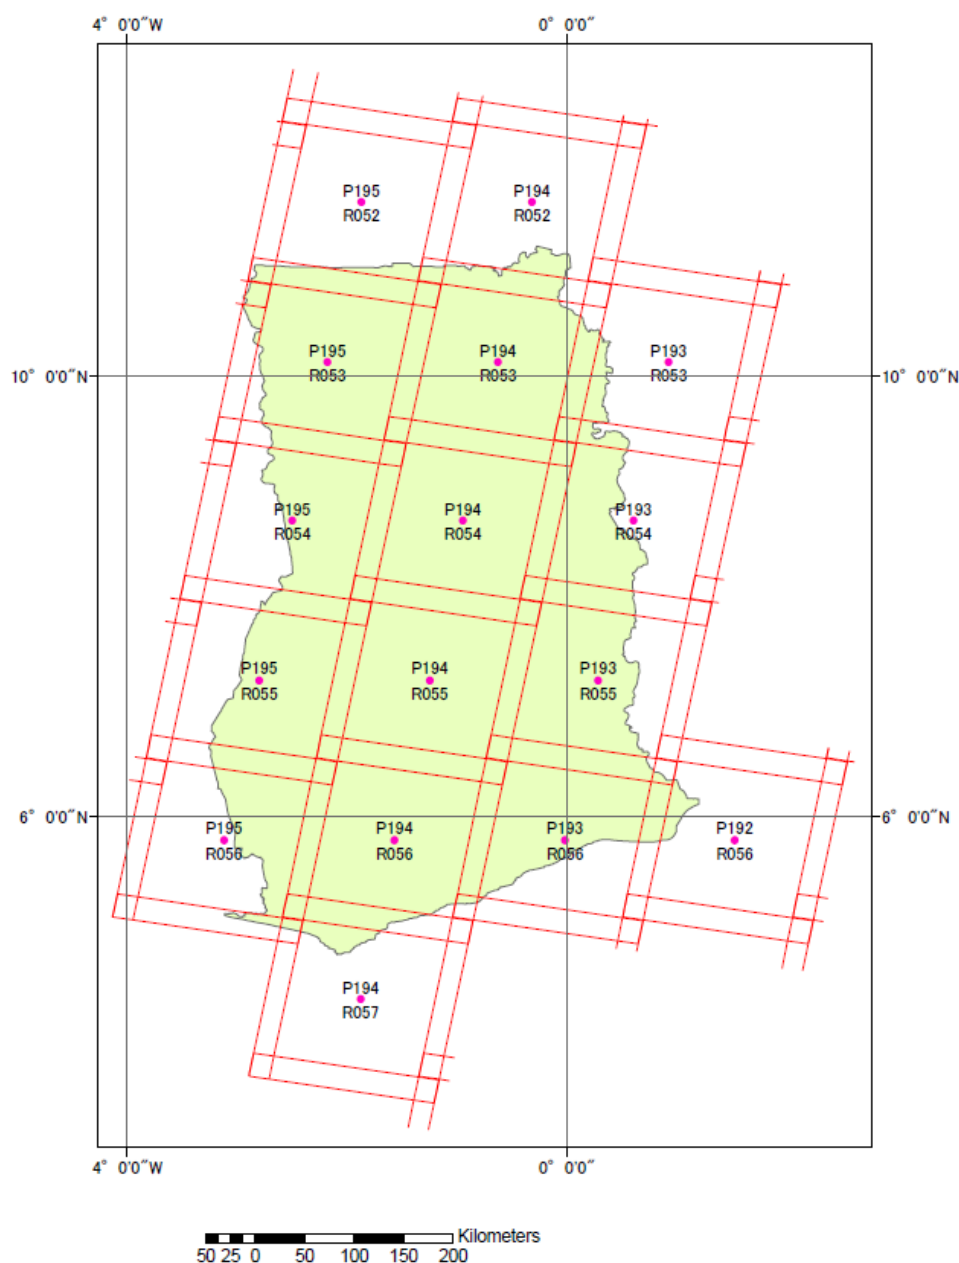 4° 0'0"W
0° 0'0"
P195
R052
P194
R052
P195
R053
P194
R053
P193
R053
10° 0'0"N
10° 0'0"N
P195
R054
P194
R054
P193
R054
P195
R055
P194
R055
P193
R055
6° 0'0"N
6° 0'0"N
P195
R056
P194
R056
P193
R056
P192
R056
P194
R057
4° 0'0"W
0° 0'0"
Kilometers
50 25 0 50 100 150 200